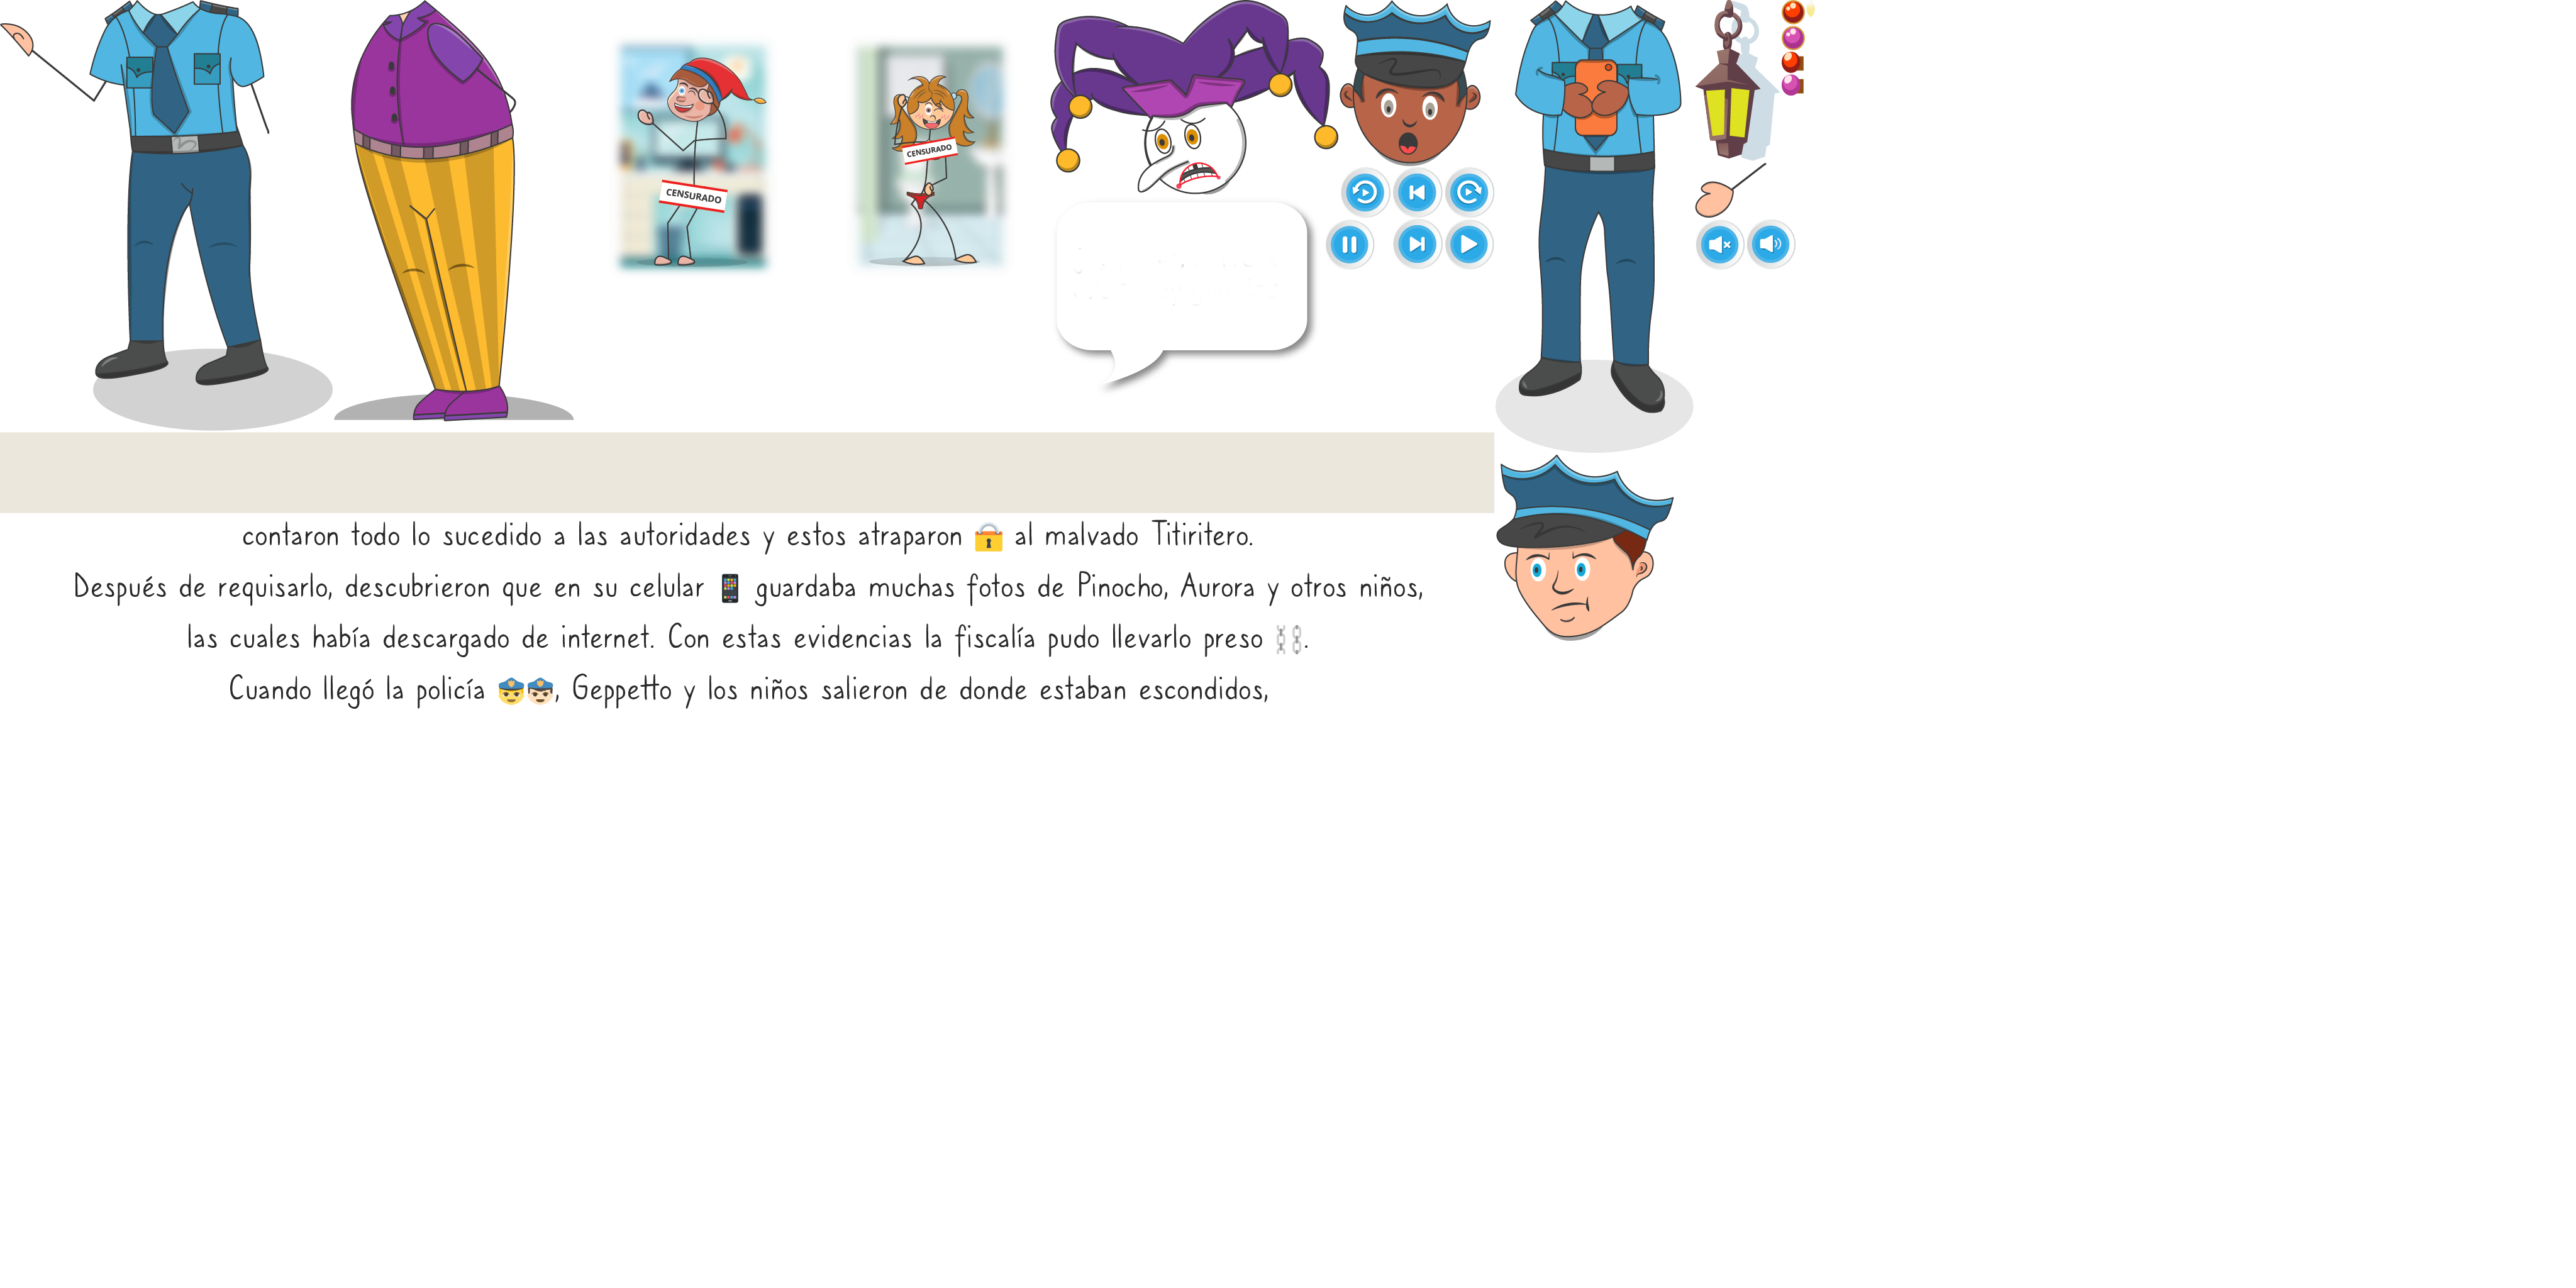 CENSURADO
CENSURADO
contaron todo lo sucedido a las autoridades y estos atraparon 🔒 al malvado Titiritero.
Después de requisarlo, descubrieron que en su celular 📱 guardaba muchas fotos de Pinocho, Aurora y otros niños,
las cuales había descargado de internet. Con estas evidencias la fiscalía pudo llevarlo preso ⛓️.
Cuando llegó la policía 👮👮🏻, Geppetto y los niños salieron de donde estaban escondidos,